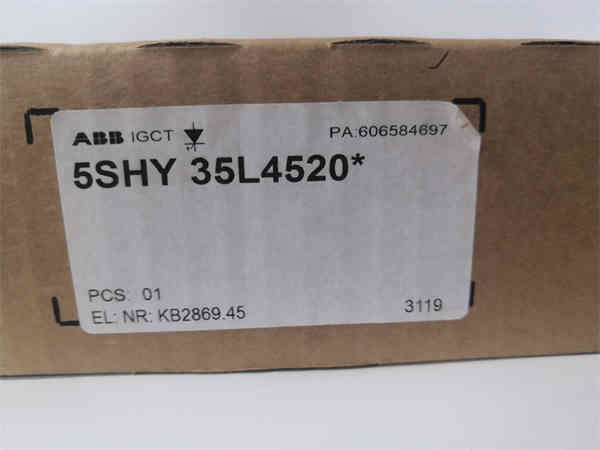 ABB IGCT PA:606584697
5SHY 35L4520*
PCS: 01
EL: NR: KB2869.45 3119